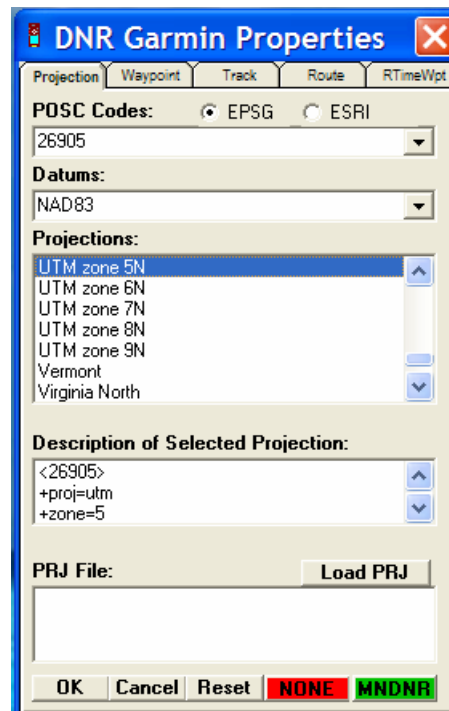 DNR Garmin Properties
Projection Waypoint Track Route RTimeWpt
POSC Codes: EPSG ESRI
26905
Datums:
NAD83
Projections:
UTM zone 5N
UTM zone 6N
UTM zone 7N
UTM zone 8N
UTM zone 9N
Vermont
Virginia North
Description of Selected Projection:
<26905>
+proj=utm
+zone=5
PRJ File: Load PRJ
OK Cancel Reset NONE MNDNR